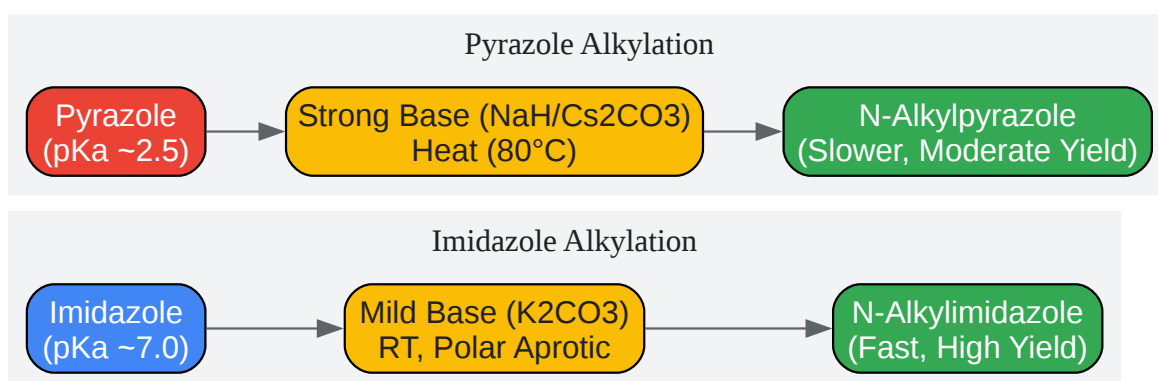 Pyrazole Alkylation
Pyrazole
(pKa ~2.5)
Strong Base (NaH/Cs2CO3)
Heat (80°C)
N-Alkylpyrazole
(Slower, Moderate Yield)
Imidazole Alkylation
Imidazole
(pKa ~7.0)
Mild Base (K2CO3)
RT, Polar Aprotic
N-Alkylimidazole
(Fast, High Yield)